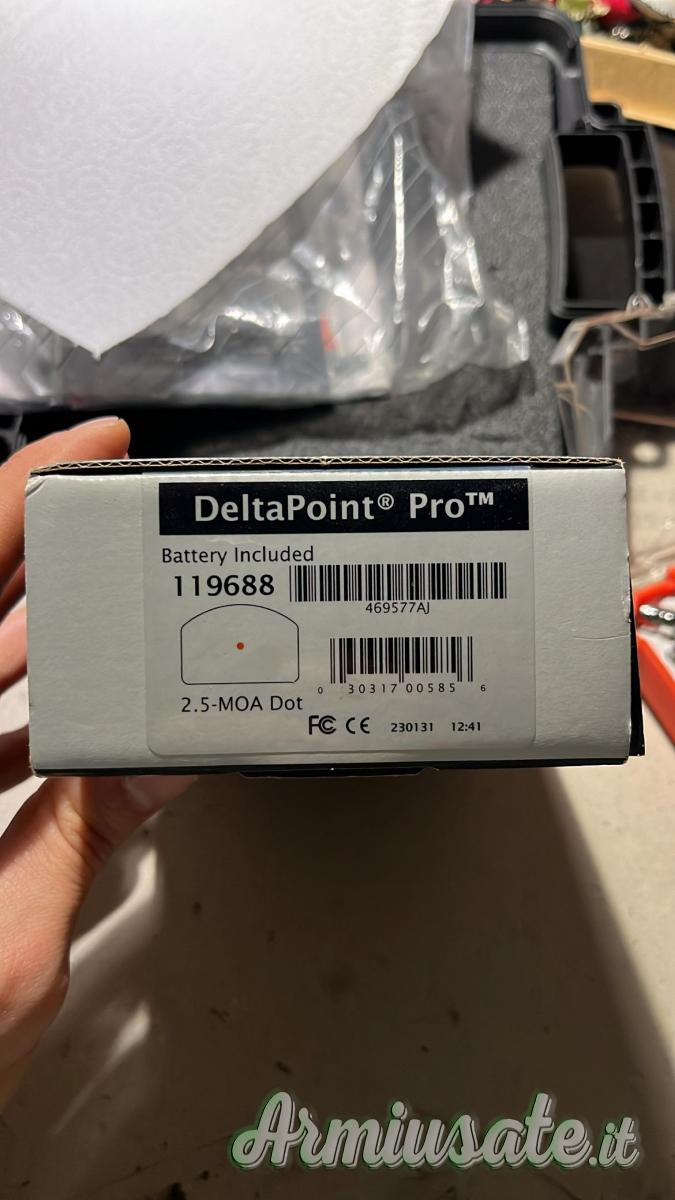 DeltaPoint® Pro™
Battery Included
119688
469577AJ
0 30317 00585 6
2.5-MOA Dot
FC CE 230131 12:41
Armiusate.it